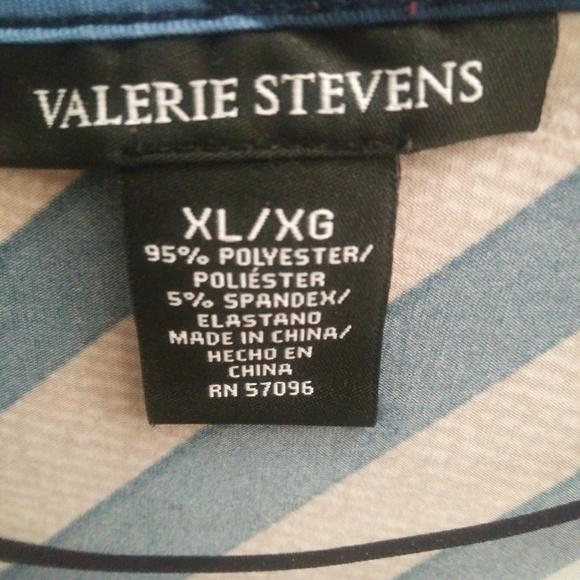 VALERIE STEVENS
XL/XG
95% POLYESTER/
POLIÉSTER
5% SPANDEX/
ELASTANO
MADE IN CHINA/
HECHO EN
CHINA
RN 57096